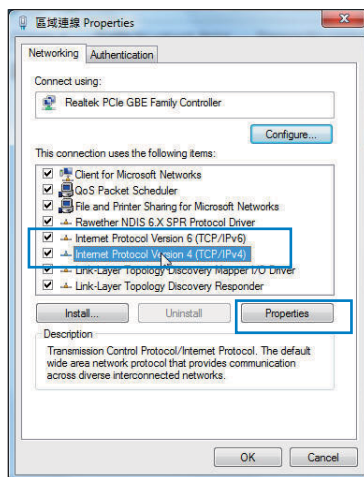 區域連線 Properties
Networking
Authentication
Connect using:
Realtek PCIe GBE Family Controller
Configure...
This connection uses the following items:
Client for Microsoft Networks
QoS Packet Scheduler
File and Printer Sharing for Microsoft Networks
Rawether NDIS 6.X SPR Protocol Driver
Internet Protocol Version 6 (TCP/IPv6)
Internet Protocol Version 4 (TCP/IPv4)
Link-Layer Topology Discovery Mapper I/O Driver
Link-Layer Topology Discovery Responder
Install...
Uninstall
Properties
Description
Transmission Control Protocol/Internet Protocol. The default
wide area network protocol that provides communication
across diverse interconnected networks.
OK
Cancel